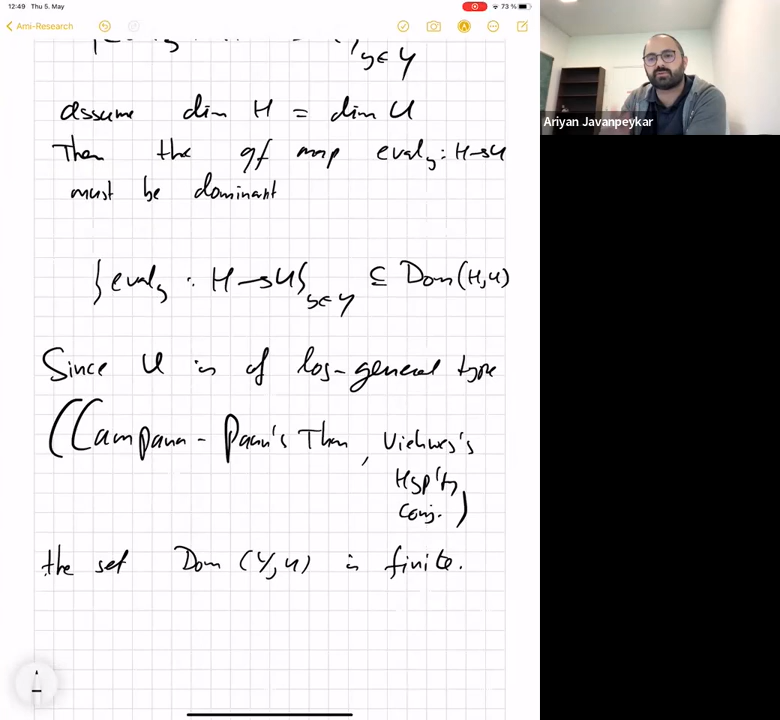 12:49 Thu 5. May
73 %
Ami-Research
y ∈ Y
assume dim H = dim U
Then the qf map eval_y : H → U
must be dominant
{ eval_y : H → U }_{y ∈ Y} ⊆ Dom (H, U)
Since U is of log-general type
( Campana - Paun's Thm, Viehweg's
Hyp'ty
conj. )
the set Dom (Y, U) is finite.
Ariyan Javanpeykar